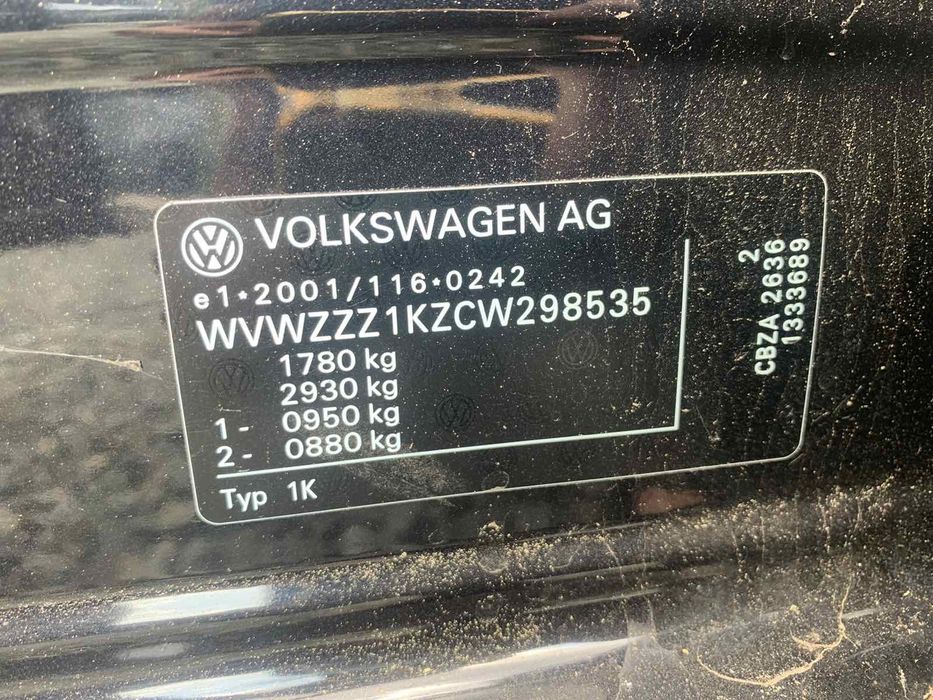 VOLKSWAGEN AG
e1*2001/116*0242
WVWZZZ1KZCW298535
1780 kg
2930 kg
1- 0950 kg
2- 0880 kg
Typ 1K
2
CBZA 2636
1333689